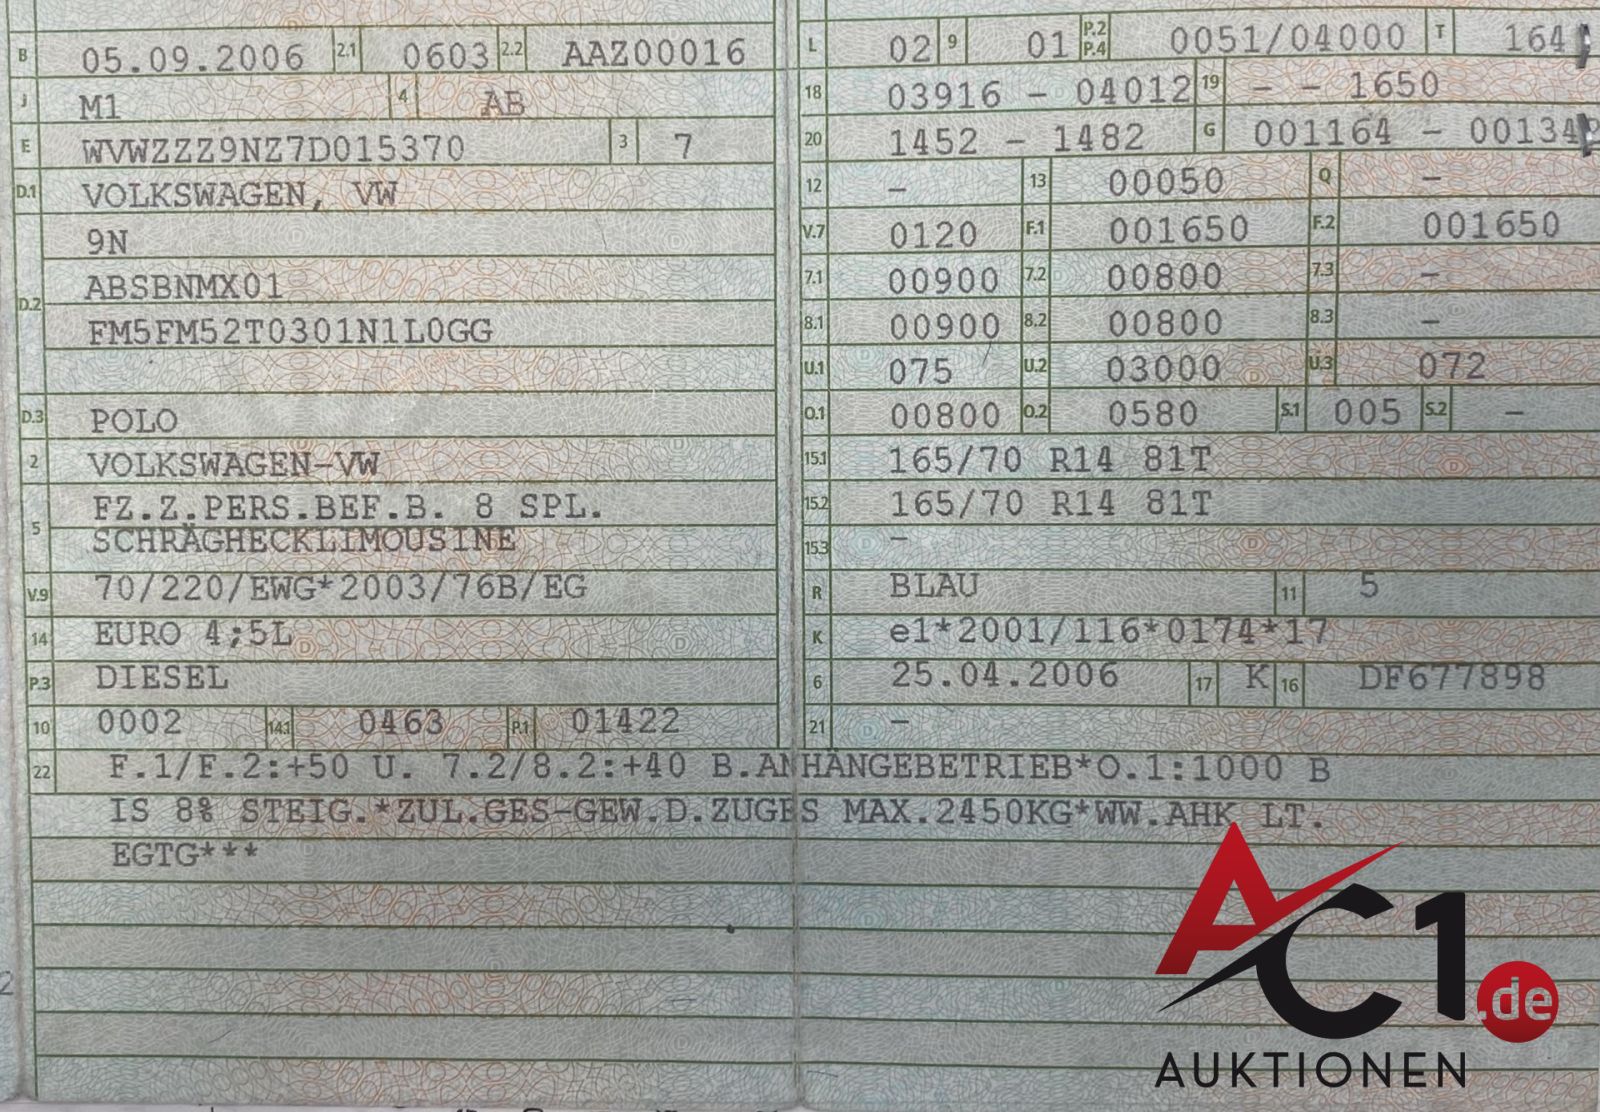 B 05.09.2006 2.1 0603 2.2 AAZ00016
J M1 4 AB
E WVWZZZ9NZ7D015370 3 7
D.1 VOLKSWAGEN, VW
9N
D.2 ABSBNMX01
FM5FM52T0301N1L0GG
D.3 POLO
2 VOLKSWAGEN-VW
5 FZ.Z.PERS.BEF.B. 8 SPL.
SCHRÄGHECKLIMOUSINE
V.9 70/220/EWG*2003/76B/EG
14 EURO 4;5L
P.3 DIESEL
10 0002 14.1 0463 P.1 01422
L 02 9 01 P.2 P.4 0051/04000 T 164
18 03916 - 04012 19 - - 1650
20 1452 - 1482 G 001164 - 00134
12 - 13 00050 Q -
V.7 0120 F.1 001650 F.2 001650
7.1 00900 7.2 00800 7.3 -
8.1 00900 8.2 00800 8.3 -
U.1 075 U.2 03000 U.3 072
O.1 00800 O.2 0580 S.1 005 S.2 -
15.1 165/70 R14 81T
15.2 165/70 R14 81T
15.3 -
R BLAU 11 5
K e1*2001/116*0174*17
6 25.04.2006 17 K 16 DF677898
21 -
22 F.1/F.2:+50 U. 7.2/8.2:+40 B.ANHÄNGEBETRIEB*O.1:1000 B
IS 8% STEIG.*ZUL.GES-GEW.D.ZUGES MAX.2450KG*WW.AHK LT.
EGTG***
AC1.de
AUKTIONEN